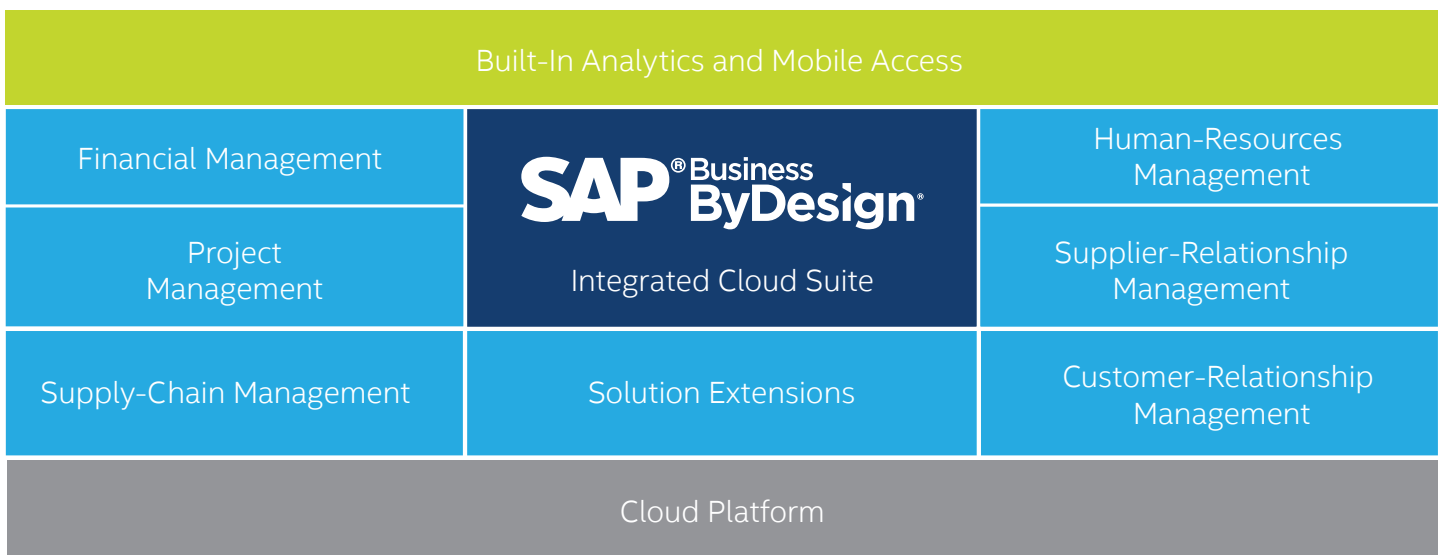 Built-In Analytics and Mobile Access
Financial Management
SAP® Business
ByDesign®
Integrated Cloud Suite
Human-Resources
Management
Project
Management
Supplier-Relationship
Management
Supply-Chain Management
Solution Extensions
Customer-Relationship
Management
Cloud Platform